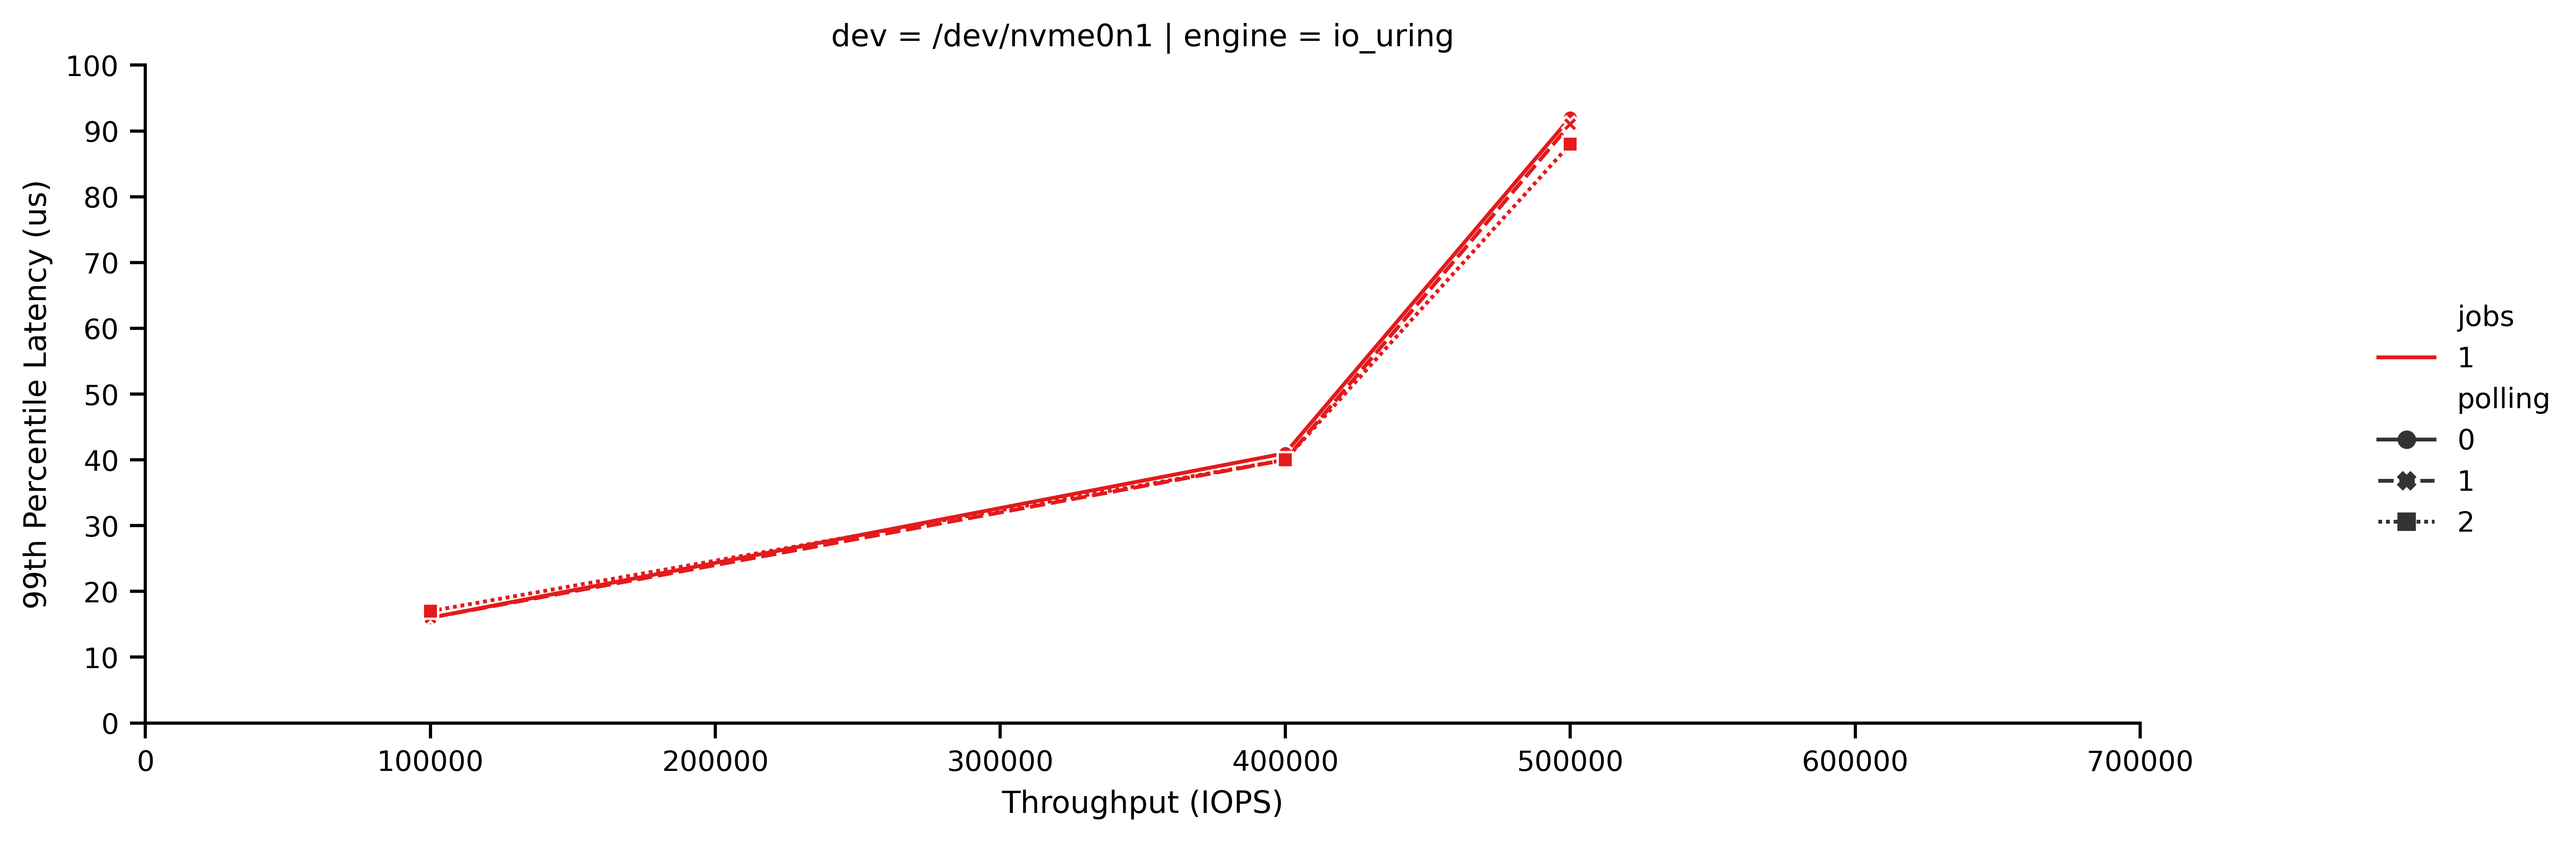 dev = /dev/nvme0n1 | engine = io_uring
100
90
80
70
60
50
40
30
20
10
0
99th Percentile Latency (us)
0 100000 200000 300000 400000 500000 600000 700000
Throughput (IOPS)
jobs
1
polling
0
1
2